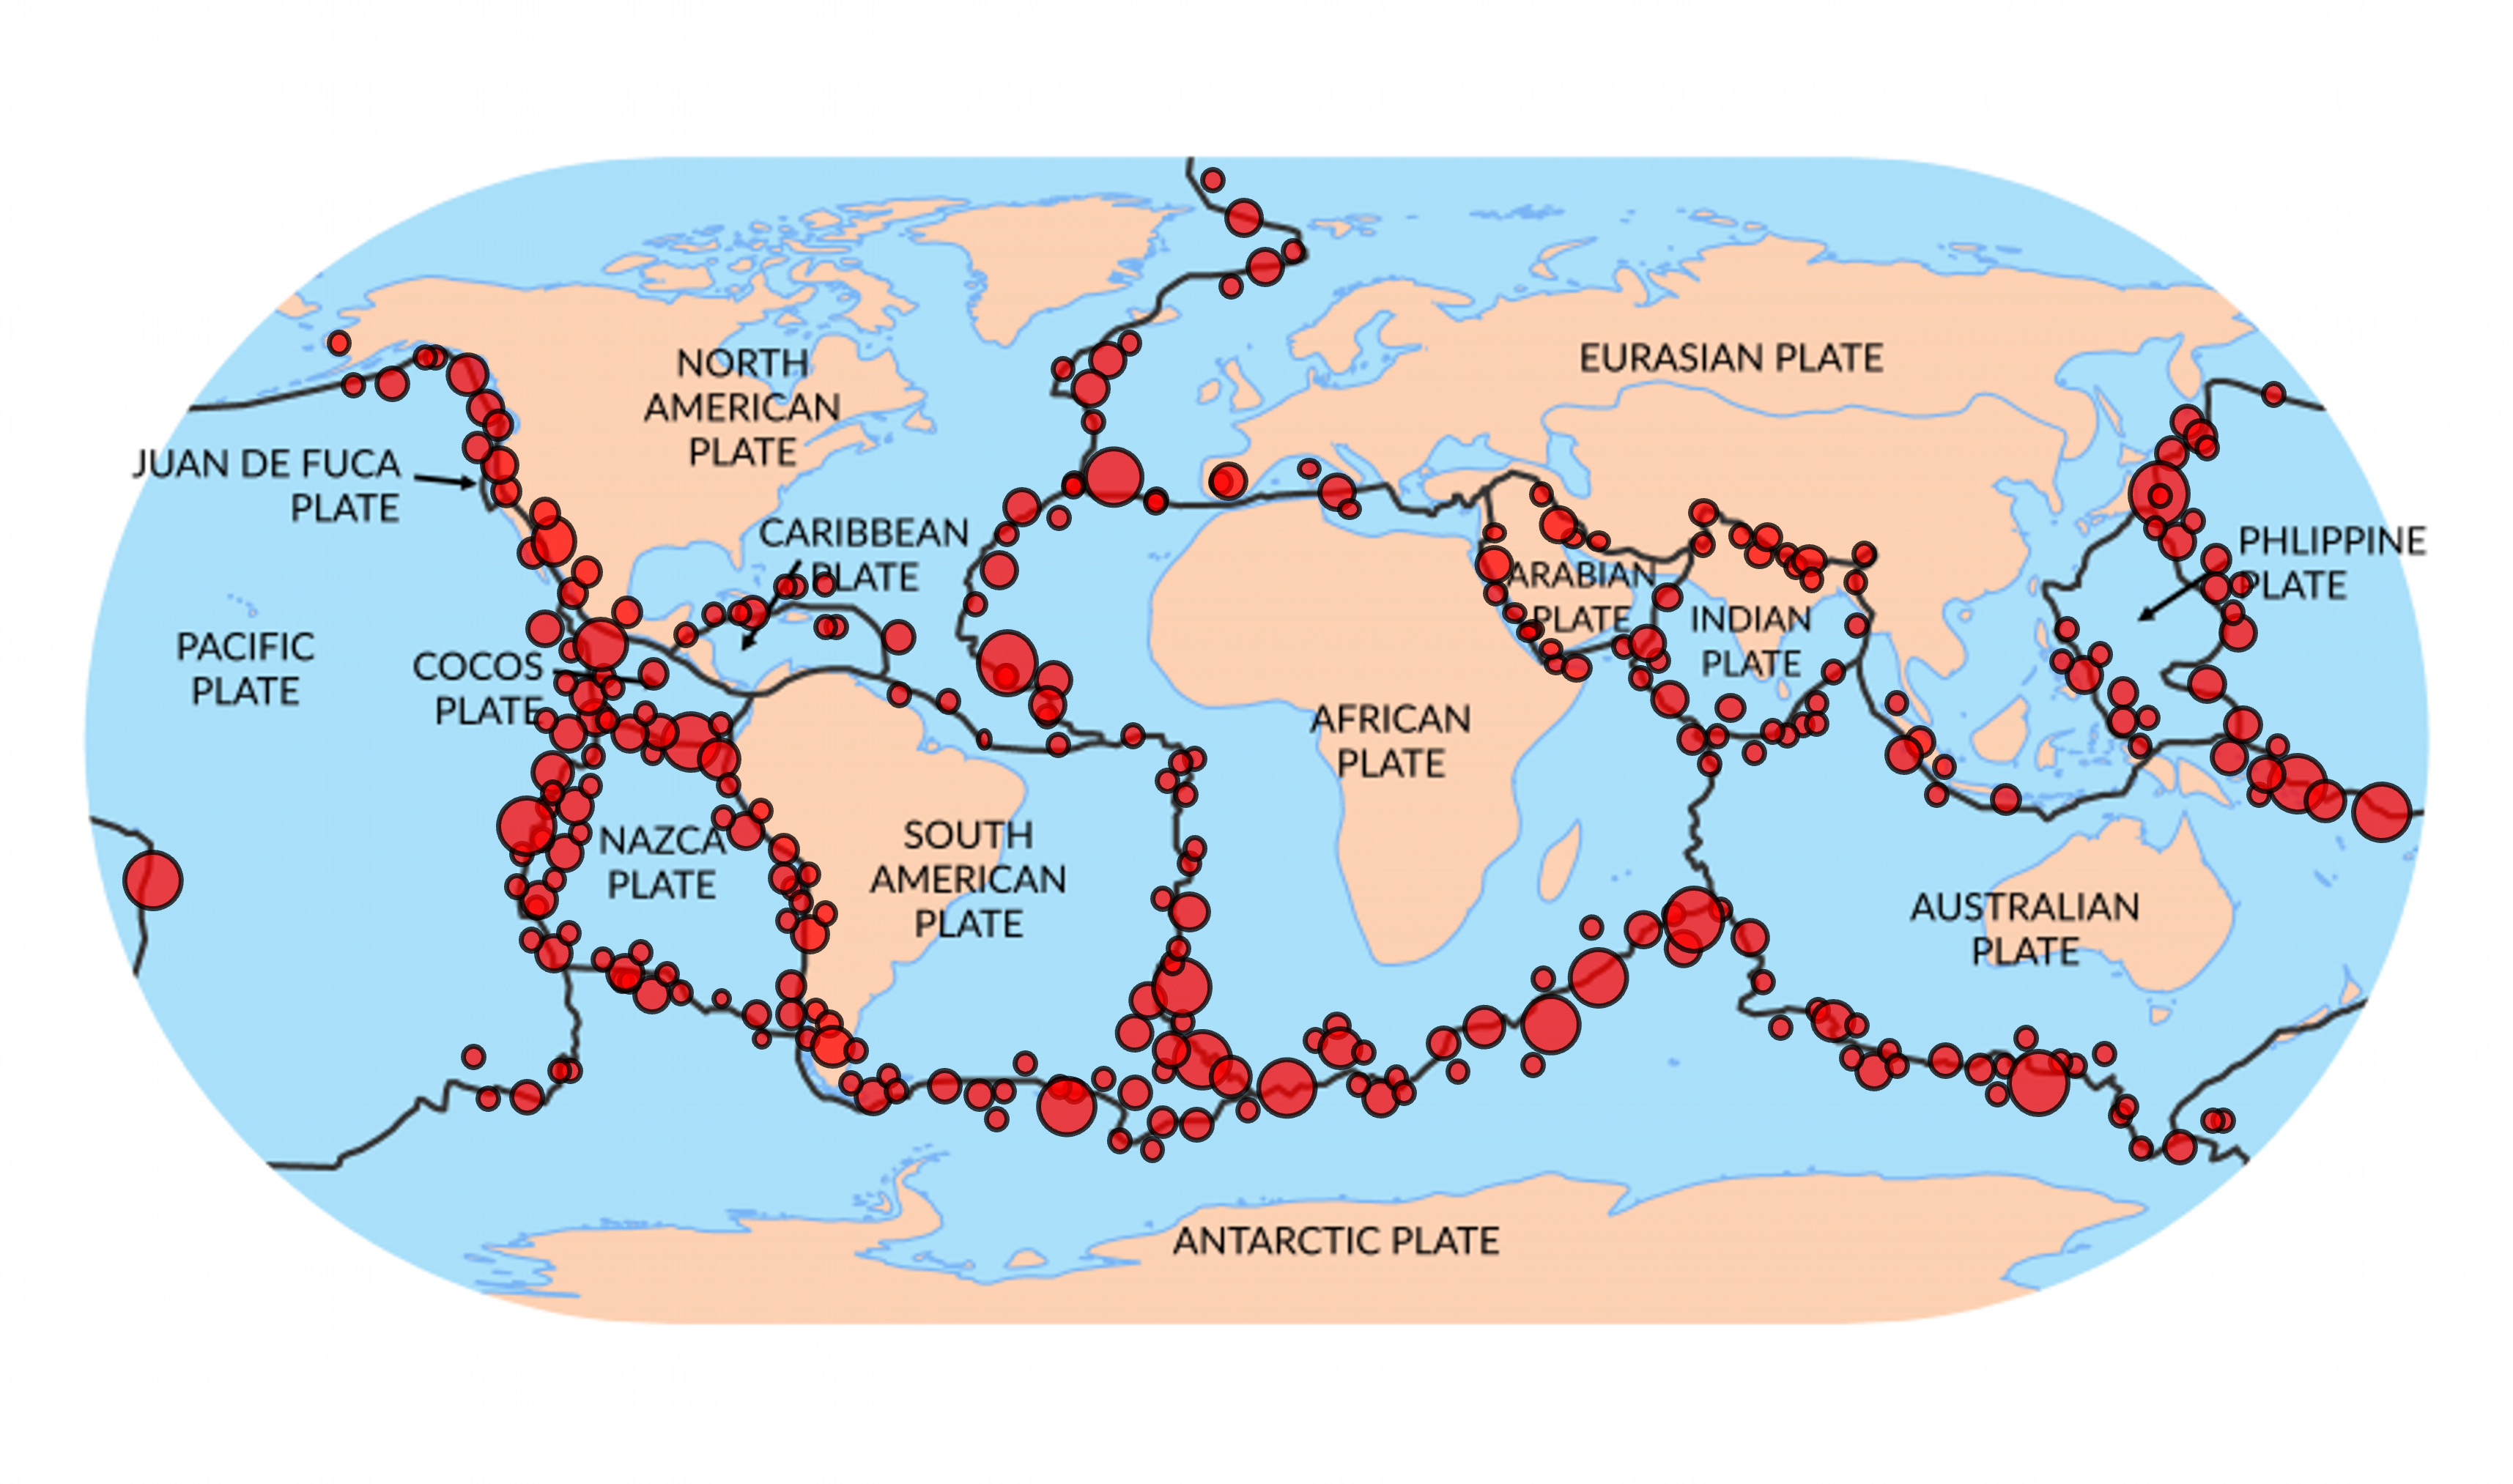 NORTH
AMERICAN
PLATE
EURASIAN PLATE
JUAN DE FUCA
PLATE
CARIBBEAN
PLATE
PHLIPPINE
PLATE
ARABIAN
PLATE
INDIAN
PLATE
PACIFIC
PLATE
COCOS
PLATE
AFRICAN
PLATE
NAZCA
PLATE
SOUTH
AMERICAN
PLATE
AUSTRALIAN
PLATE
ANTARCTIC PLATE